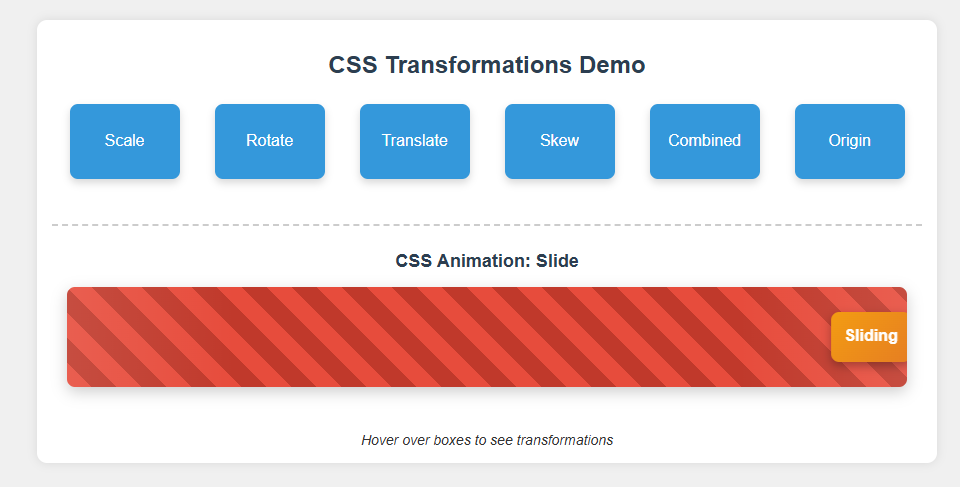 CSS Transformations Demo
Scale Rotate Translate Skew Combined Origin
CSS Animation: Slide
Sliding
Hover over boxes to see transformations